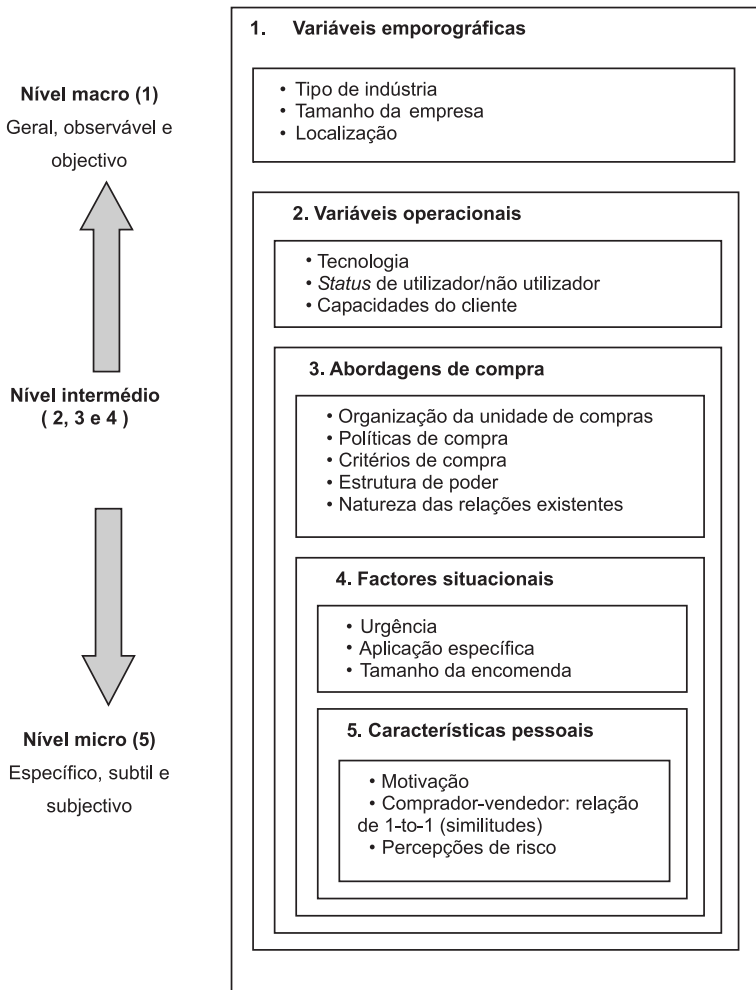 1. Variáveis emporográficas
• Tipo de indústria
• Tamanho da empresa
• Localização
Nível macro (1)
Geral, observável e
objectivo
2. Variáveis operacionais
• Tecnologia
• Status de utilizador/não utilizador
• Capacidades do cliente
3. Abordagens de compra
Nível intermédio
( 2, 3 e 4 )
• Organização da unidade de compras
• Políticas de compra
• Critérios de compra
• Estrutura de poder
• Natureza das relações existentes
4. Factores situacionais
• Urgência
• Aplicação específica
• Tamanho da encomenda
Nível micro (5)
Específico, subtil e
subjectivo
5. Característícas pessoais
• Motivação
• Comprador-vendedor: relação
de 1-to-1 (similitudes)
• Percepções de risco